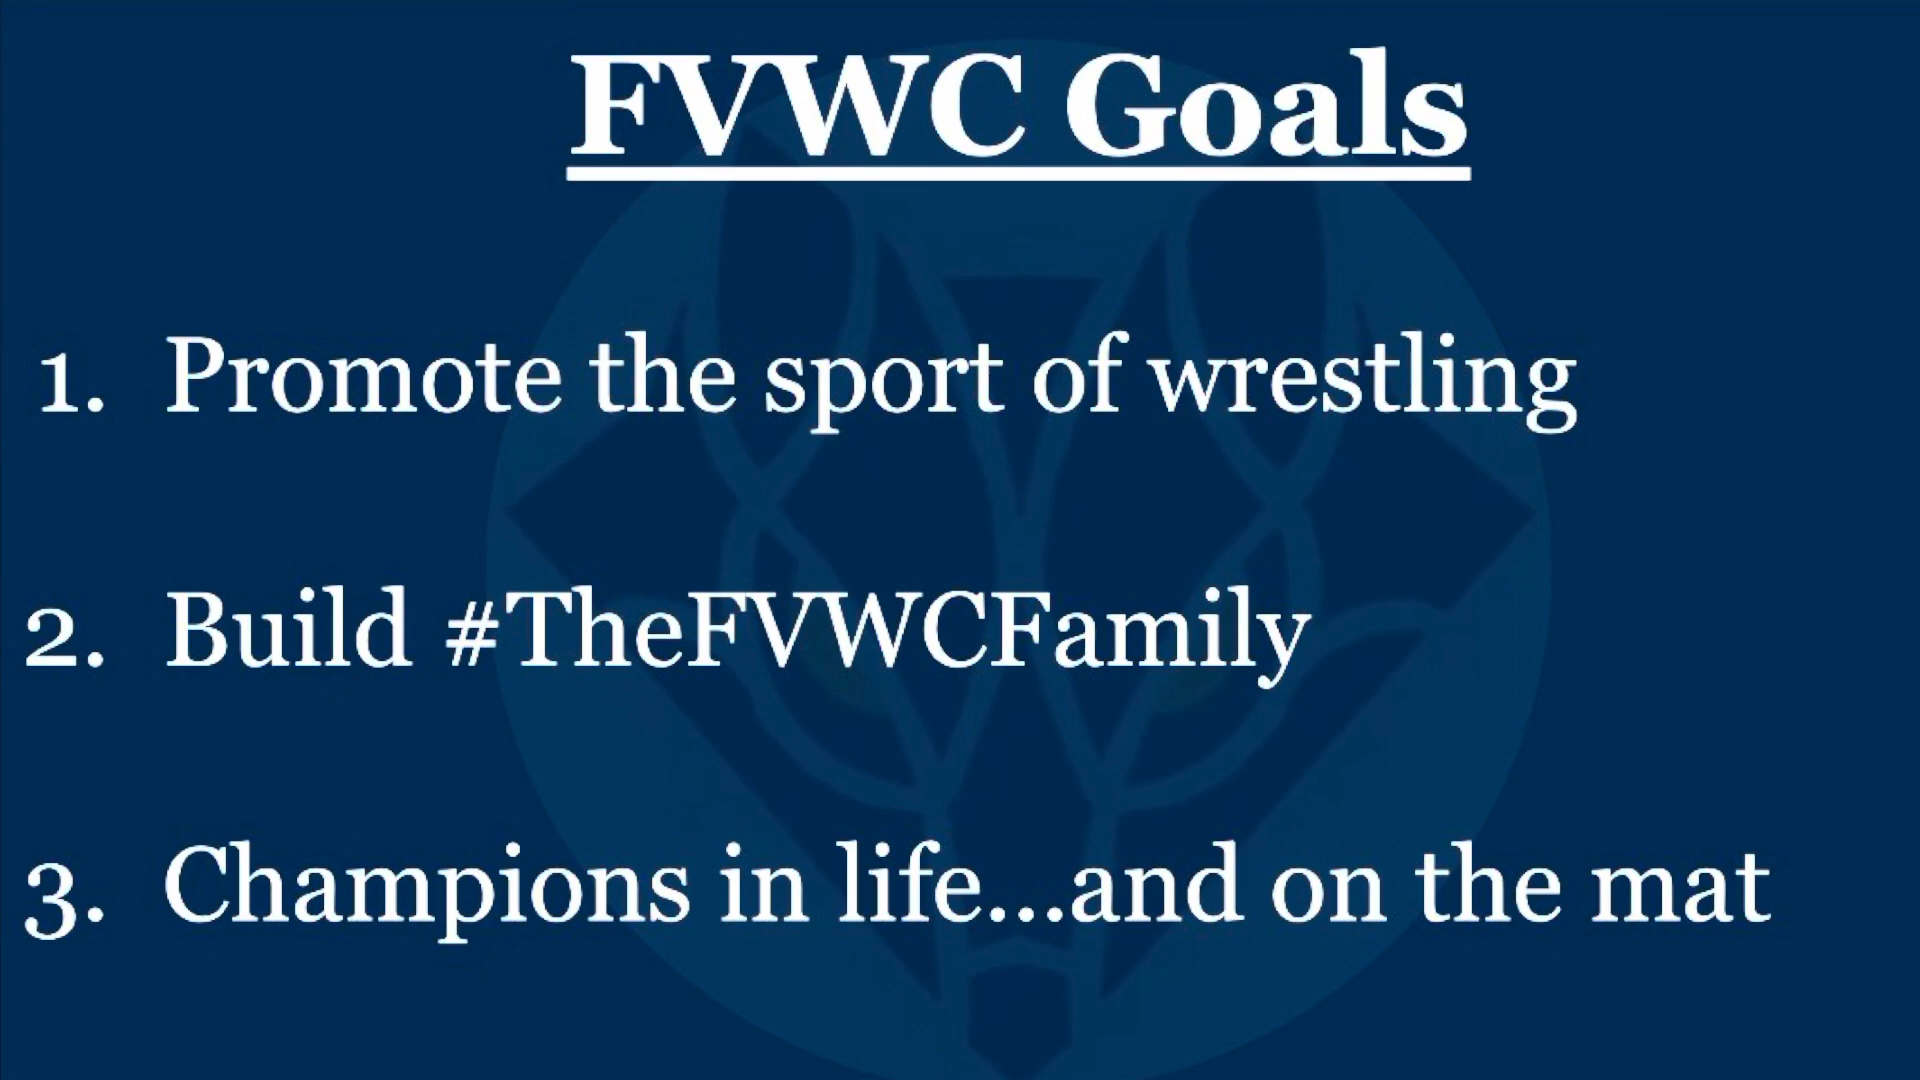 FVWC Goals
1. Promote the sport of wrestling
2. Build #TheFVWCFamily
3. Champions in life...and on the mat